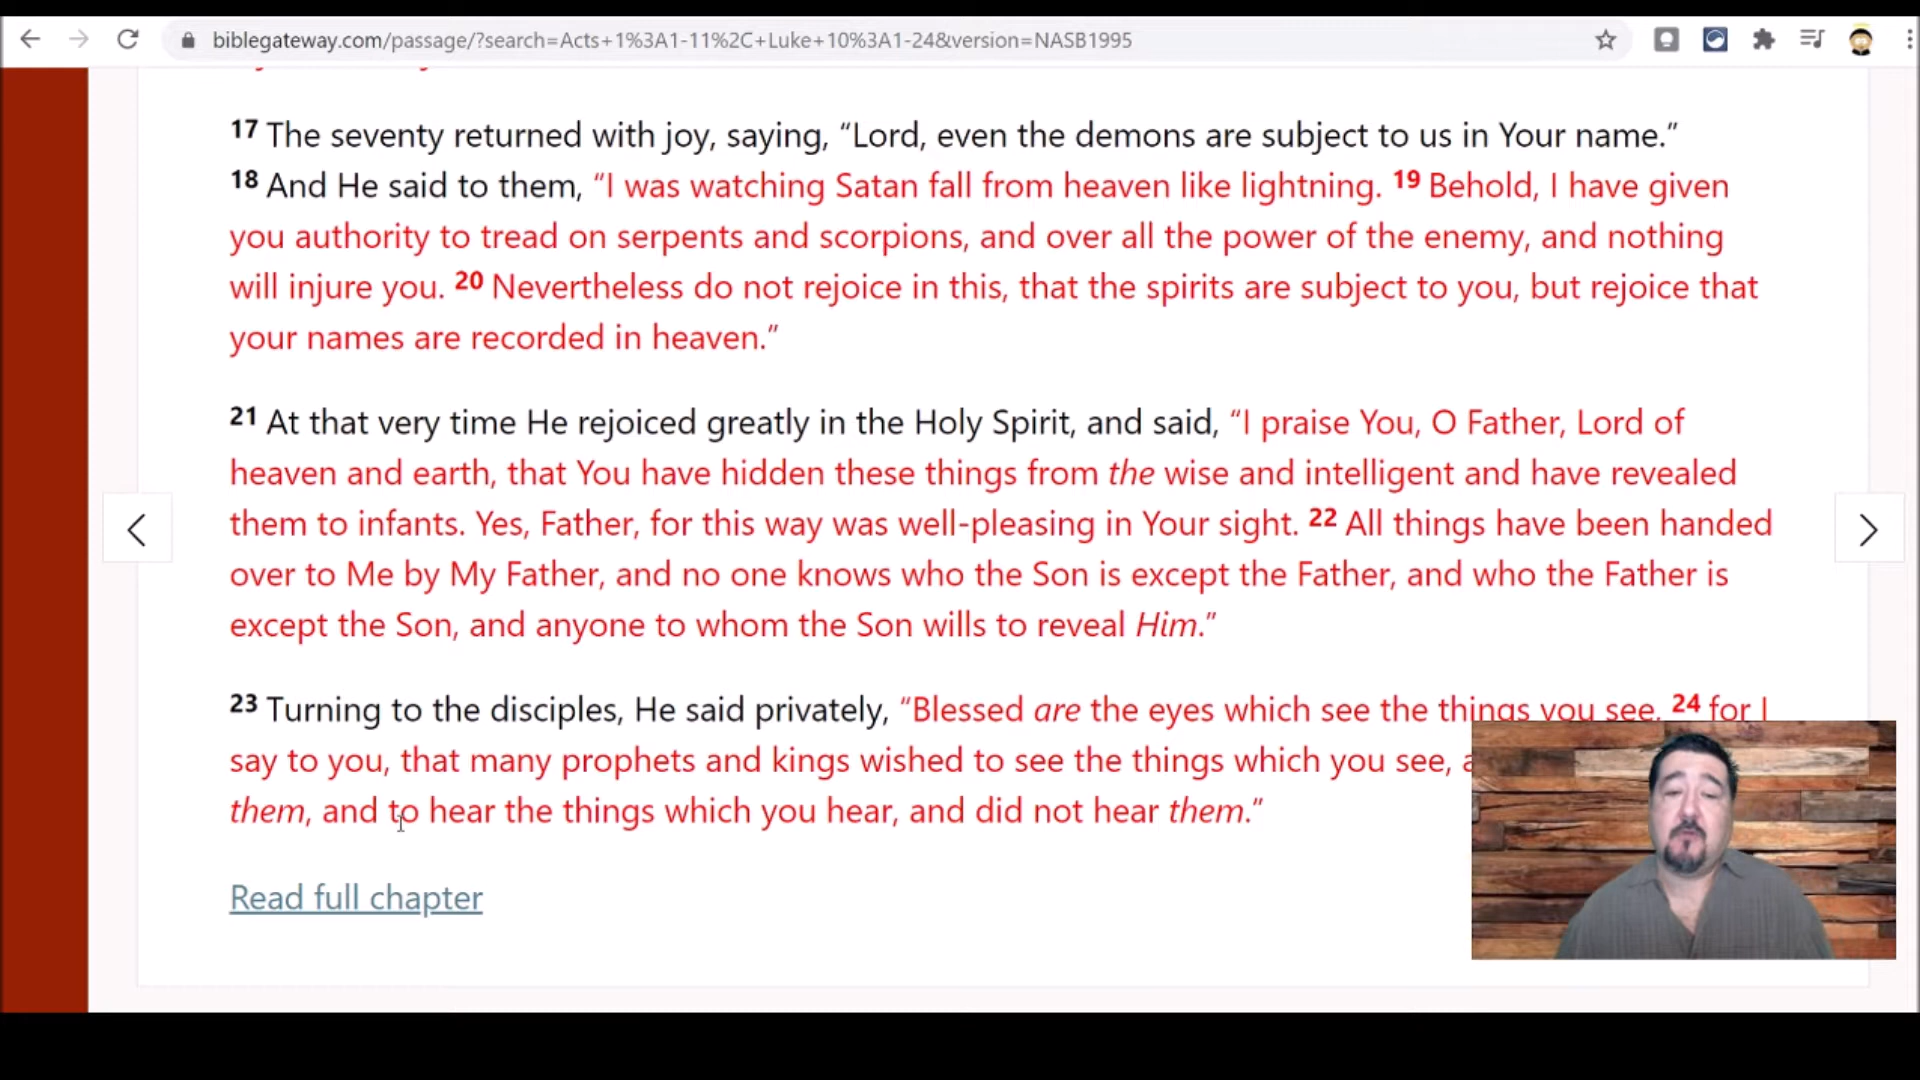 biblegateway.com/passage/?search=Acts+1%3A1-11%2C+Luke+10%3A1-24&version=NASB1995
17 The seventy returned with joy, saying, “Lord, even the demons are subject to us in Your name.”
18 And He said to them, “I was watching Satan fall from heaven like lightning. 19 Behold, I have given
you authority to tread on serpents and scorpions, and over all the power of the enemy, and nothing
will injure you. 20 Nevertheless do not rejoice in this, that the spirits are subject to you, but rejoice that
your names are recorded in heaven.”
21 At that very time He rejoiced greatly in the Holy Spirit, and said, “I praise You, O Father, Lord of
heaven and earth, that You have hidden these things from the wise and intelligent and have revealed
them to infants. Yes, Father, for this way was well-pleasing in Your sight. 22 All things have been handed
over to Me by My Father, and no one knows who the Son is except the Father, and who the Father is
except the Son, and anyone to whom the Son wills to reveal Him.”
23 Turning to the disciples, He said privately, “Blessed are the eyes which see the things you see, 24 for I
say to you, that many prophets and kings wished to see the things which you see,
them, and to hear the things which you hear, and did not hear them.”
Read full chapter